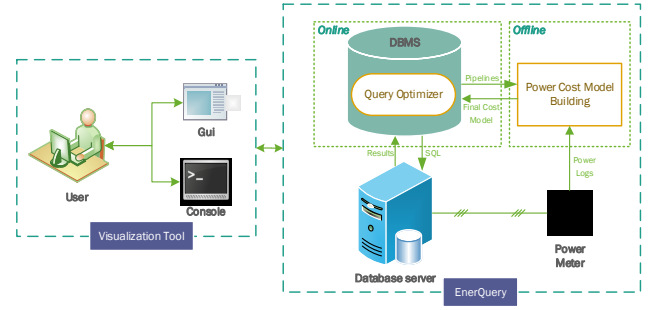 Online
Offline
DBMS
Query Optimizer
Pipelines
Final Cost
Model
Power Cost Model
Building
Gui
>_
Console
User
Visualization Tool
Results
SQL
Power
Logs
Database server
Power
Meter
EnerQuery